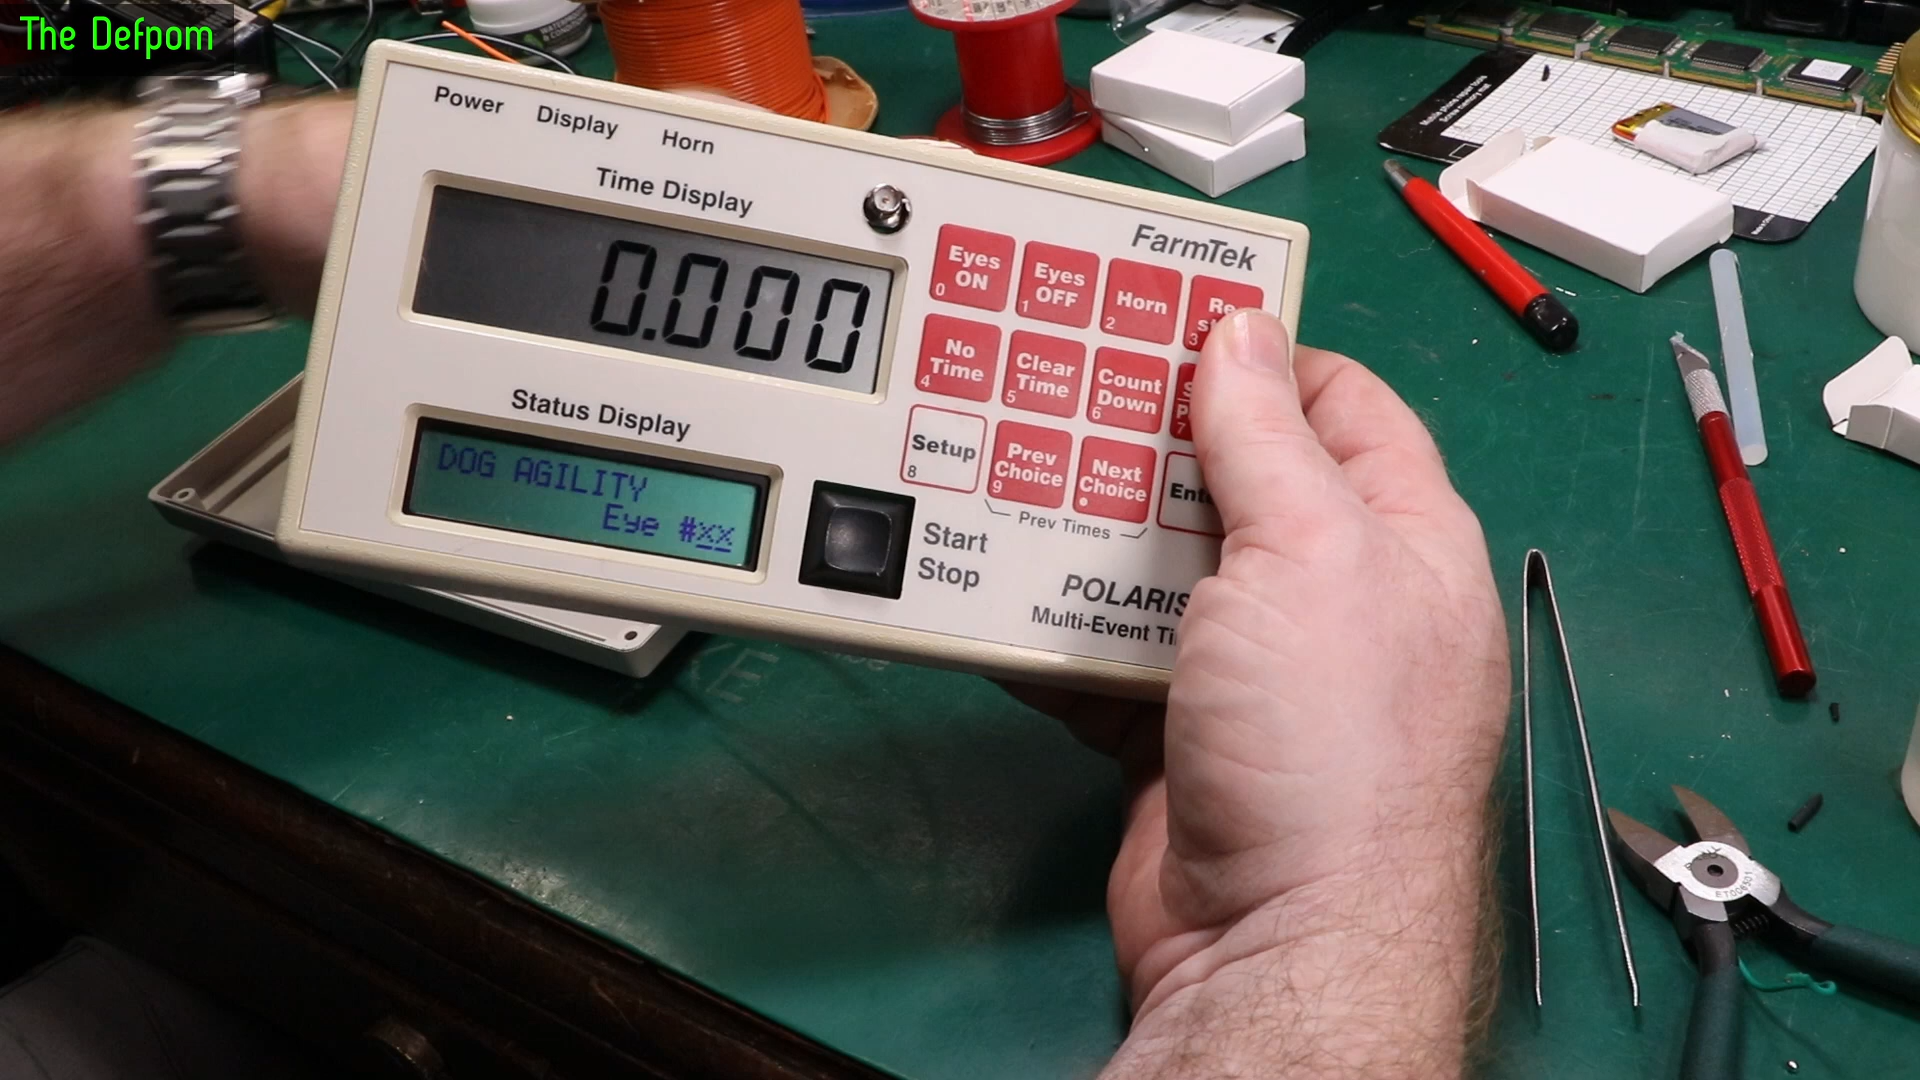 The Defpom
Power Display Horn
Time Display
0.000
FarmTek
Eyes ON 0
Eyes OFF 1
Horn 2
3
No Time 4
Clear Time 5
Count Down 6
7
Setup 8
Prev Choice 9
Next Choice .
Prev Times
Status Display
DOG AGILITY
Eye #xx
Start
Stop
POLARIS
Multi-Event